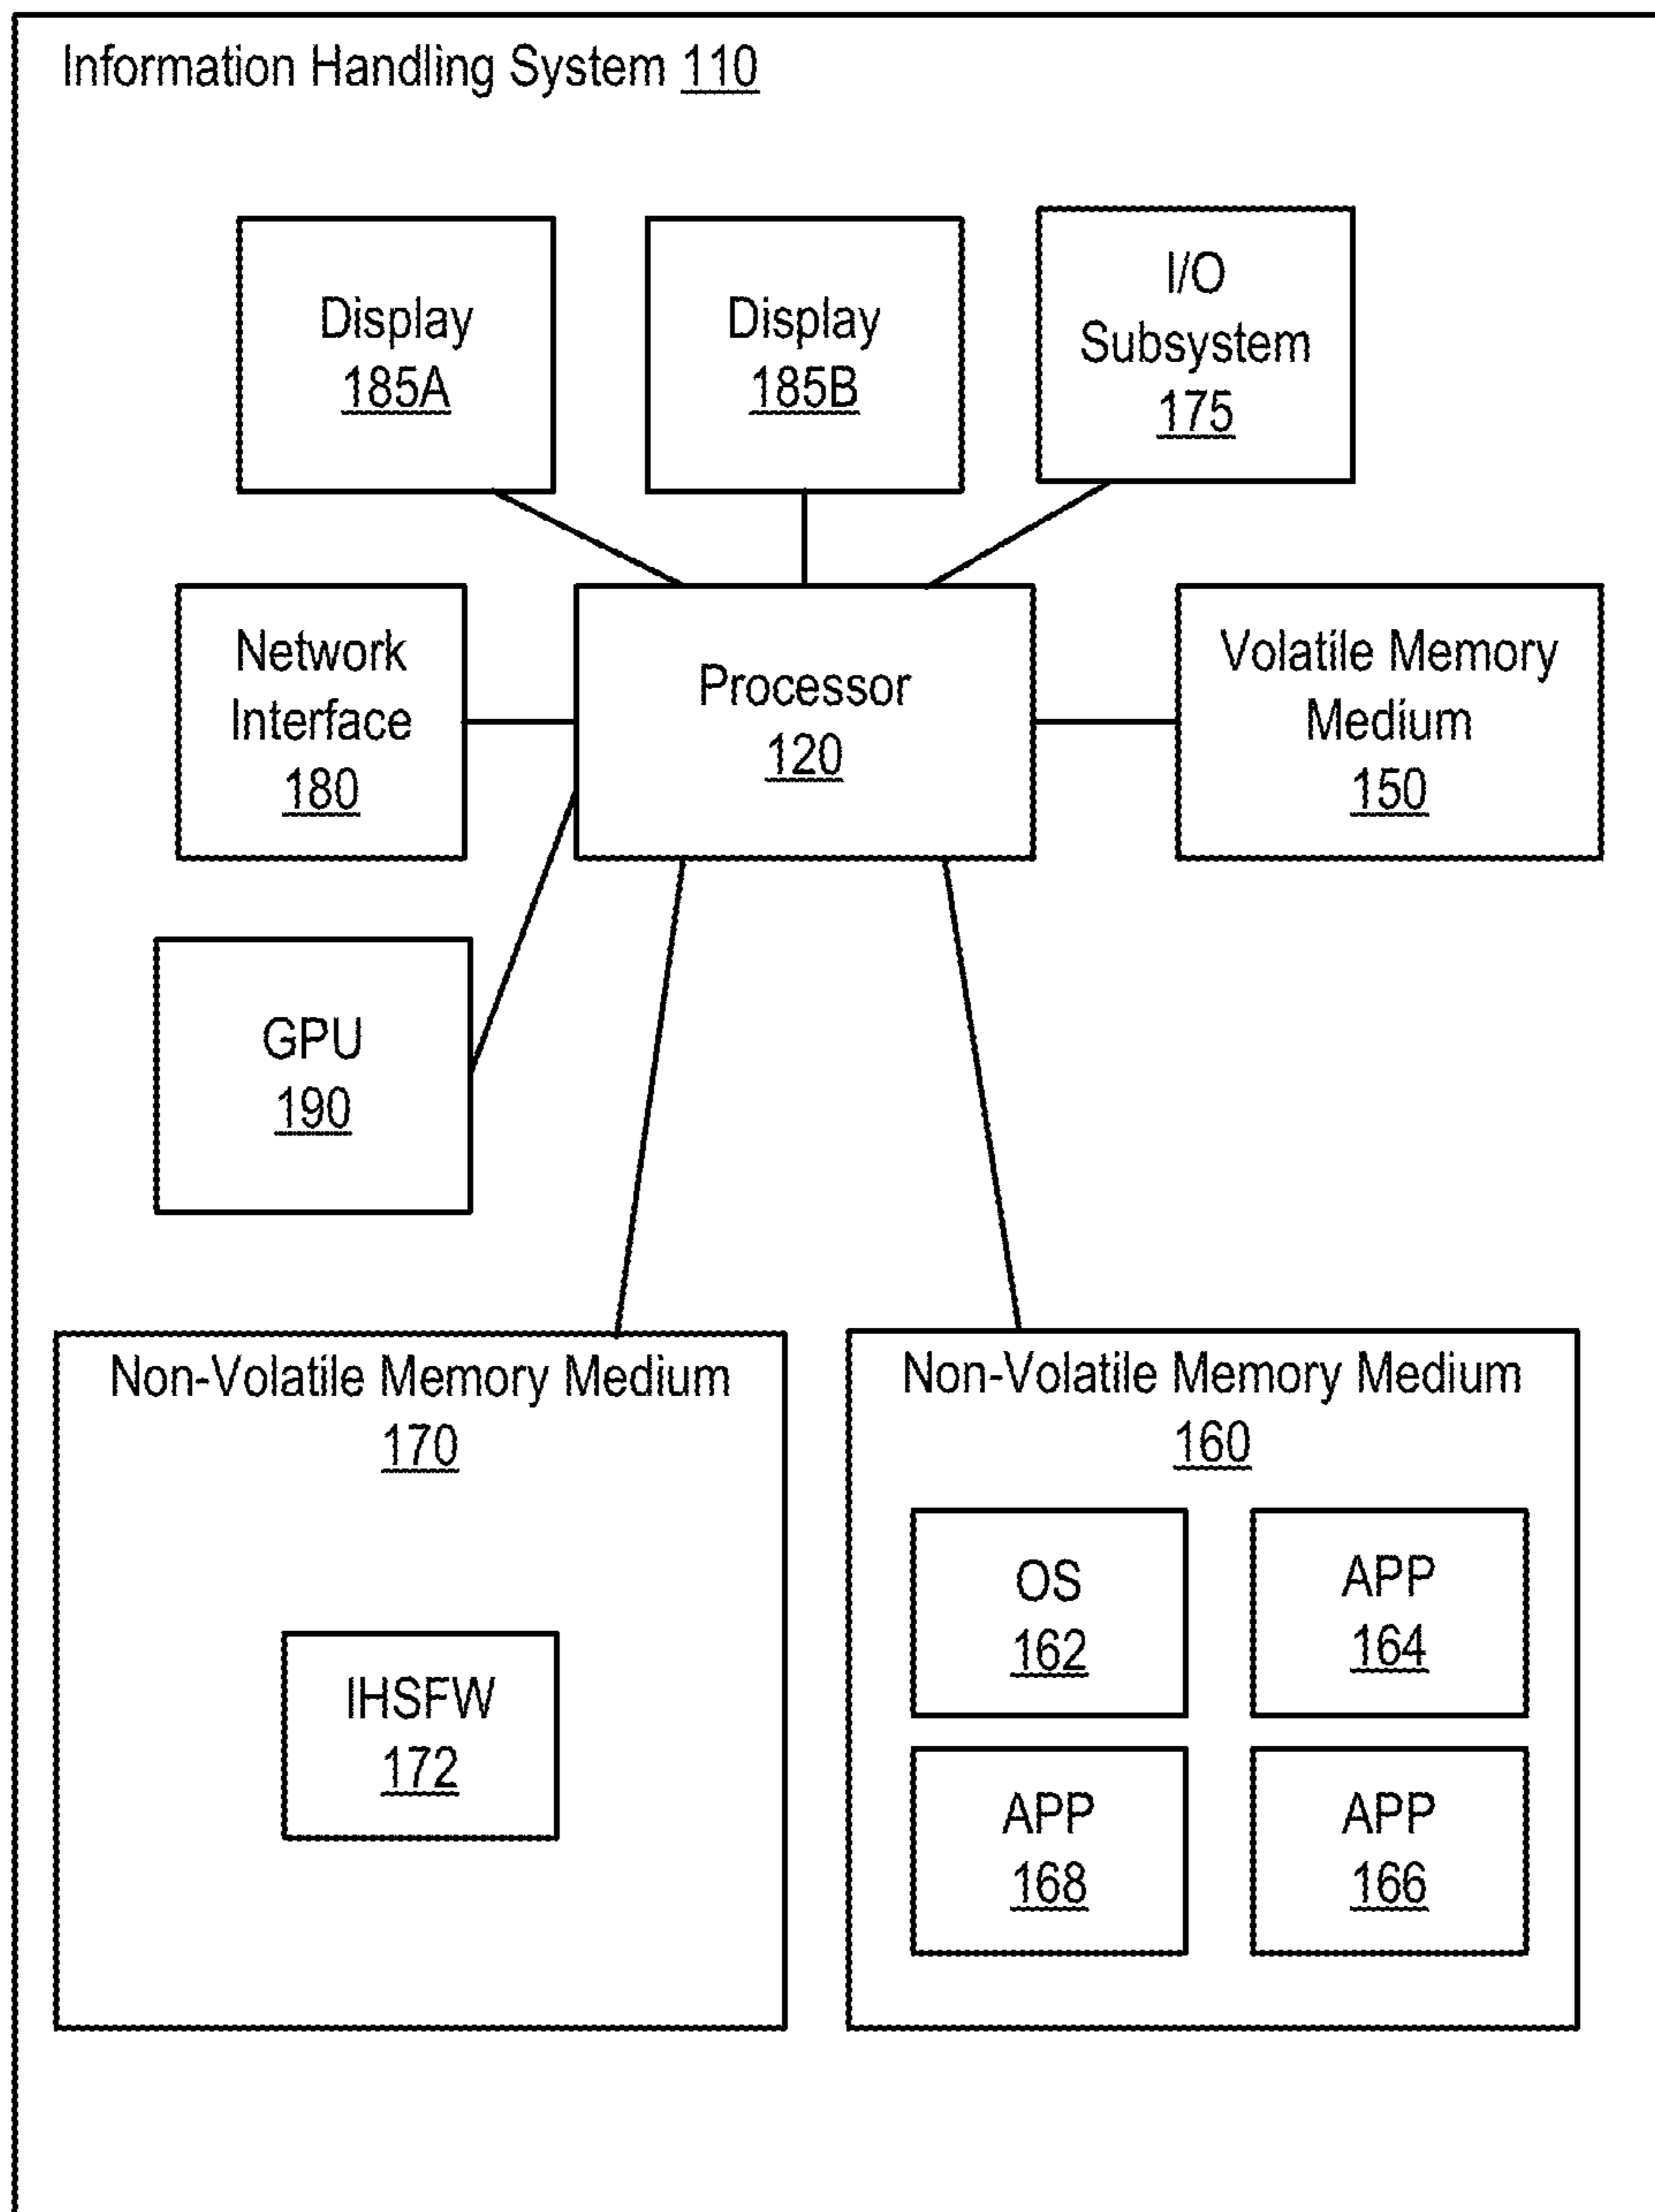 Information Handling System 110
Display
185A
Display
185B
I/O
Subsystem
175
Network
Interface
180
Processor
120
Volatile Memory
Medium
150
GPU
190
Non-Volatile Memory Medium
170
IHSFW
172
Non-Volatile Memory Medium
160
OS
162
APP
164
APP
168
APP
166